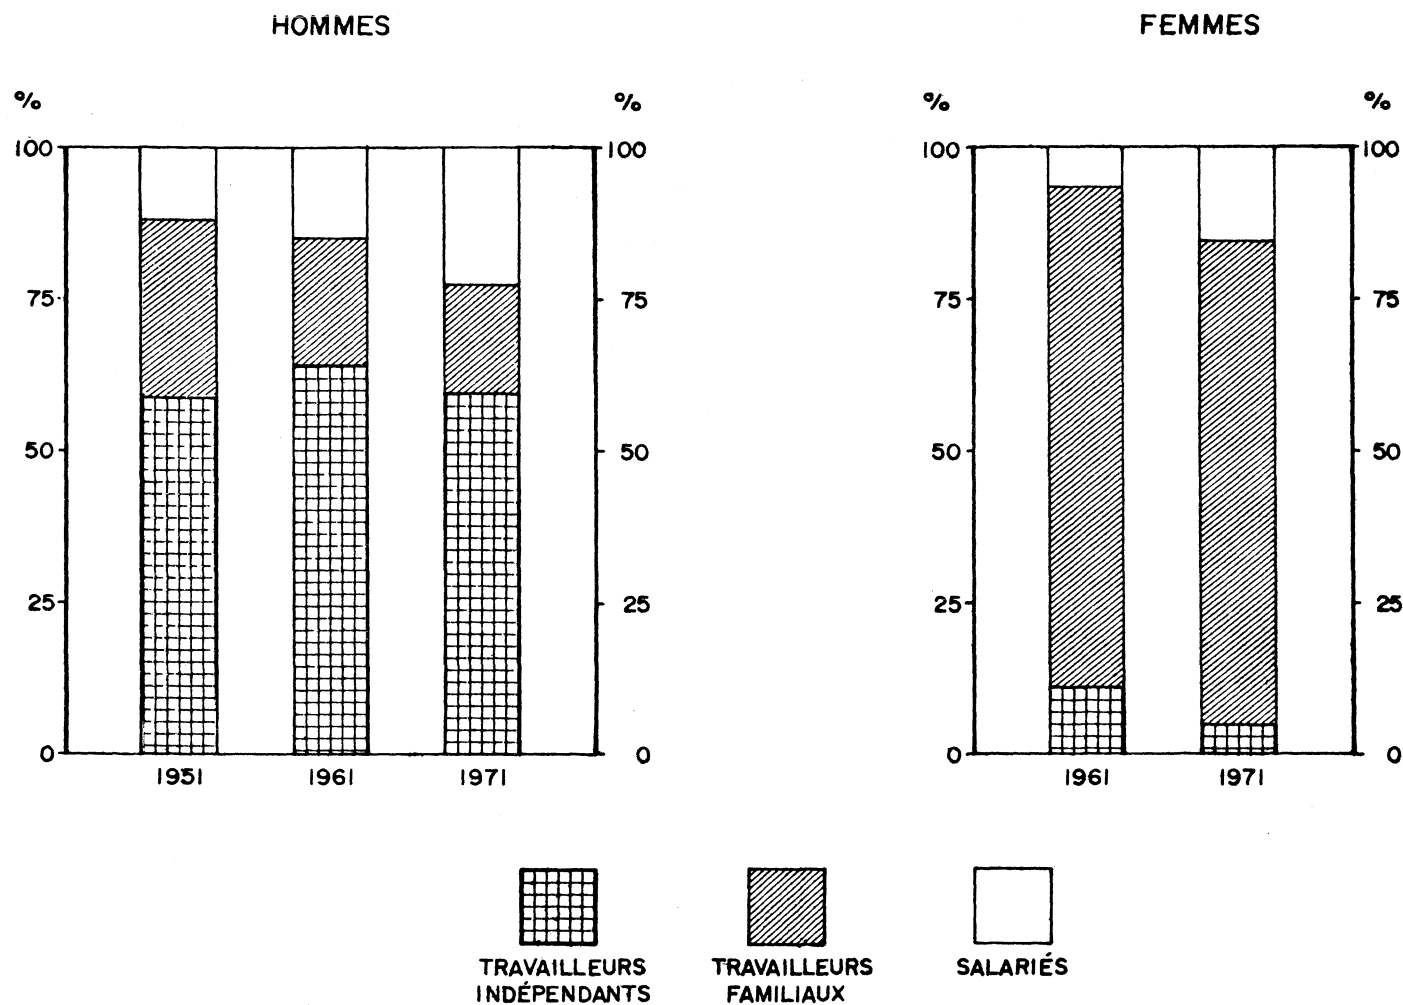 HOMMES
FEMMES
% % % %
100 100 100 100
75 75 75 75
50 50 50 50
25 25 25 25
0 0 0 0
1951 1961 1971 1961 1971
TRAVAILLEURS INDÉPENDANTS
TRAVAILLEURS FAMILIAUX
SALARIÉS